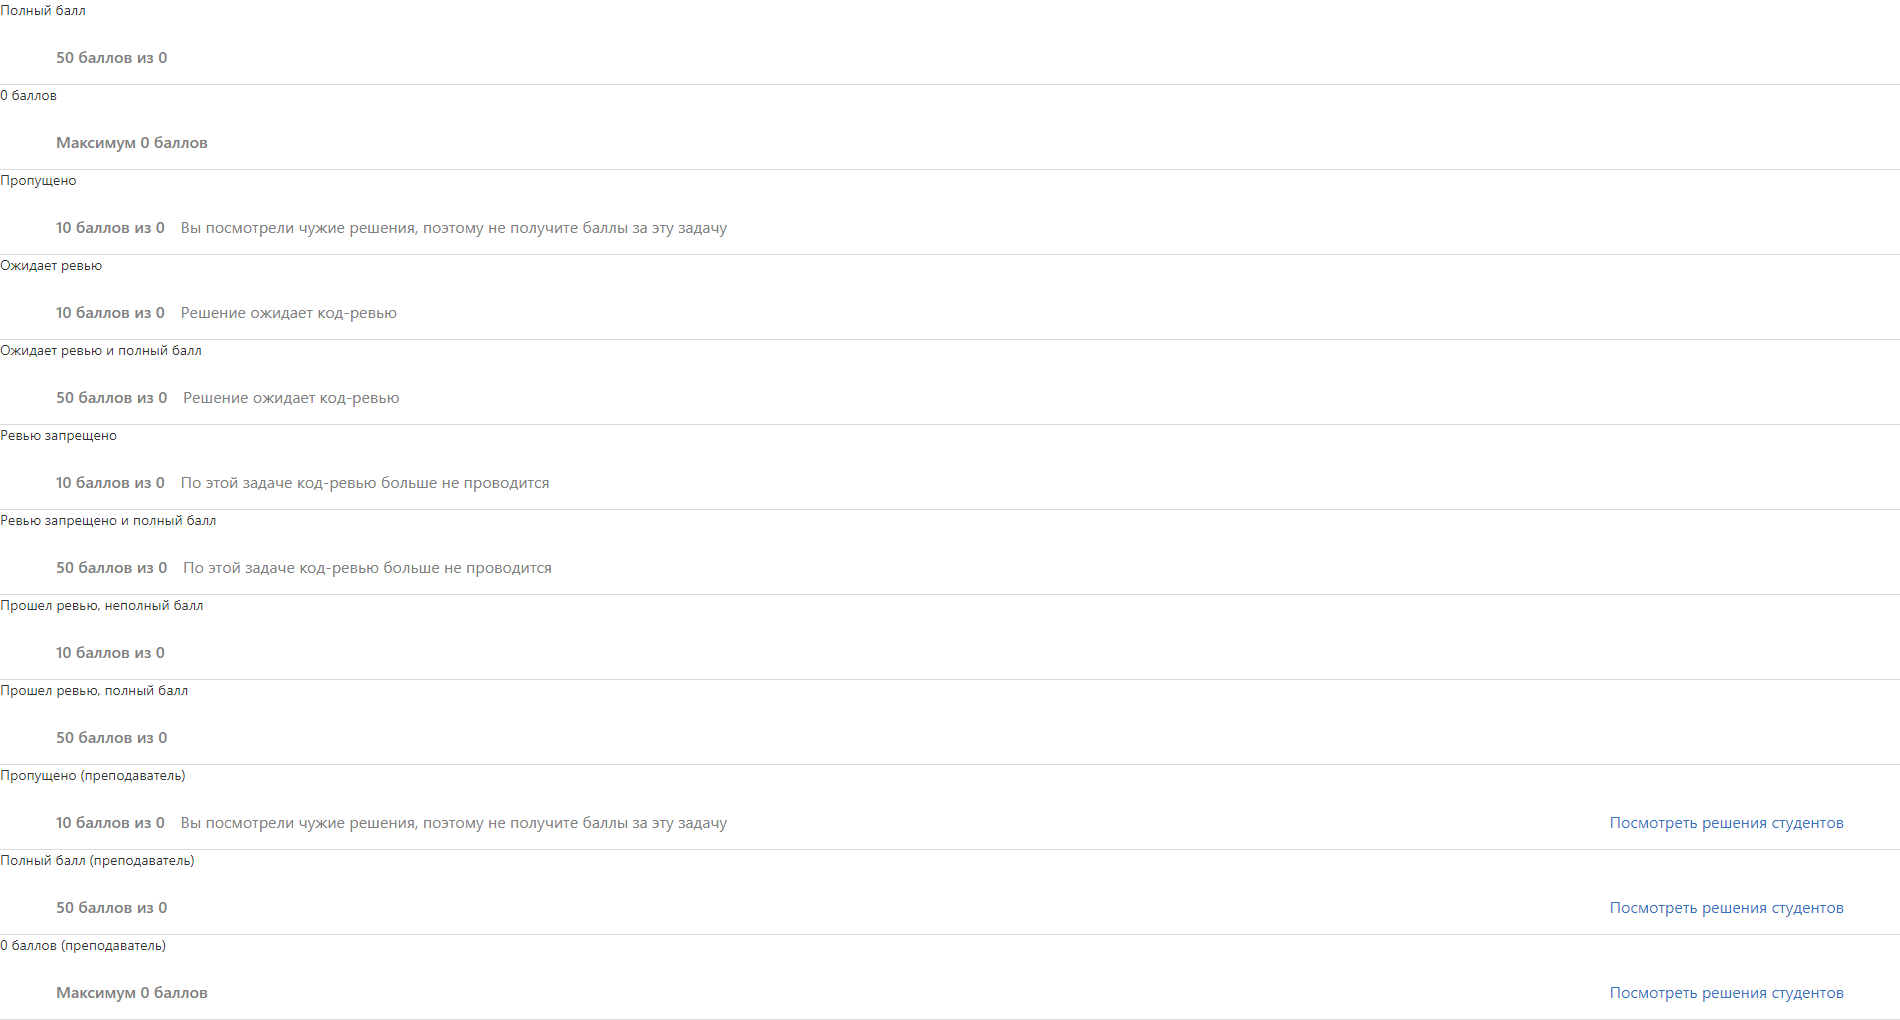 Полный балл
50 баллов из 0
0 баллов
Максимум 0 баллов
Пропущено
10 баллов из 0 Вы посмотрели чужие решения, поэтому не получите баллы за эту задачу
Ожидает ревью
10 баллов из 0 Решение ожидает код-ревью
Ожидает ревью и полный балл
50 баллов из 0 Решение ожидает код-ревью
Ревью запрещено
10 баллов из 0 По этой задаче код-ревью больше не проводится
Ревью запрещено и полный балл
50 баллов из 0 По этой задаче код-ревью больше не проводится
Прошел ревью, неполный балл
10 баллов из 0
Прошел ревью, полный балл
50 баллов из 0
Пропущено (преподаватель)
10 баллов из 0 Вы посмотрели чужие решения, поэтому не получите баллы за эту задачу Посмотреть решения студентов
Полный балл (преподаватель)
50 баллов из 0 Посмотреть решения студентов
0 баллов (преподаватель)
Максимум 0 баллов Посмотреть решения студентов